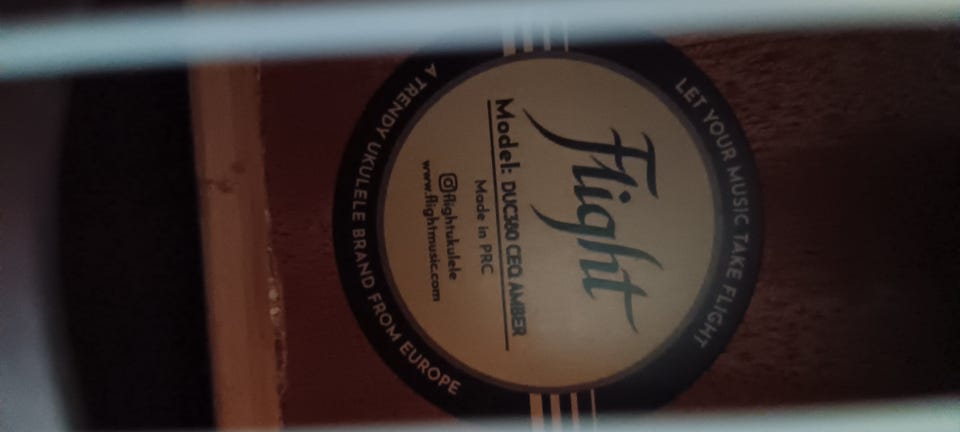 LET YOUR MUSIC TAKE FLIGHT
Flight
Model: DUC380 CEQ AMBER
Made in PRC
flightukulele
www.flightmusic.com
A TRENDY UKULELE BRAND FROM EUROPE